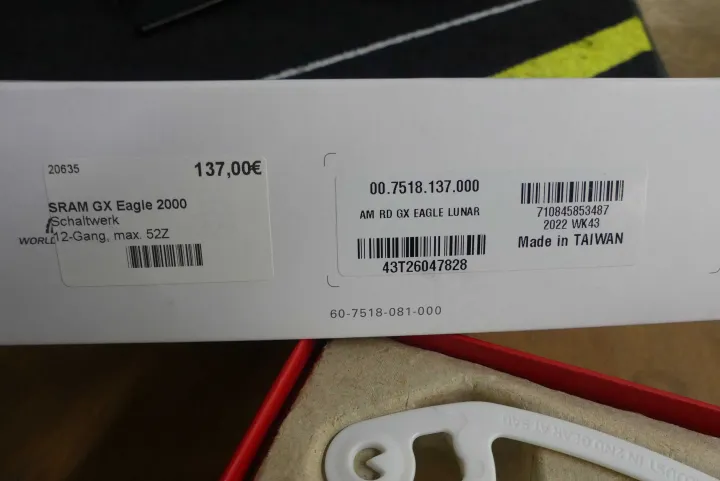 20635
137,00€
SRAM GX Eagle 2000
Schaltwerk
WORL
12-Gang, max. 52Z
00.7518.137.000
AM RD GX EAGLE LUNAR
43T26047828
710845853487
2022 WK43
Made in TAIWAN
60-7518-081-000